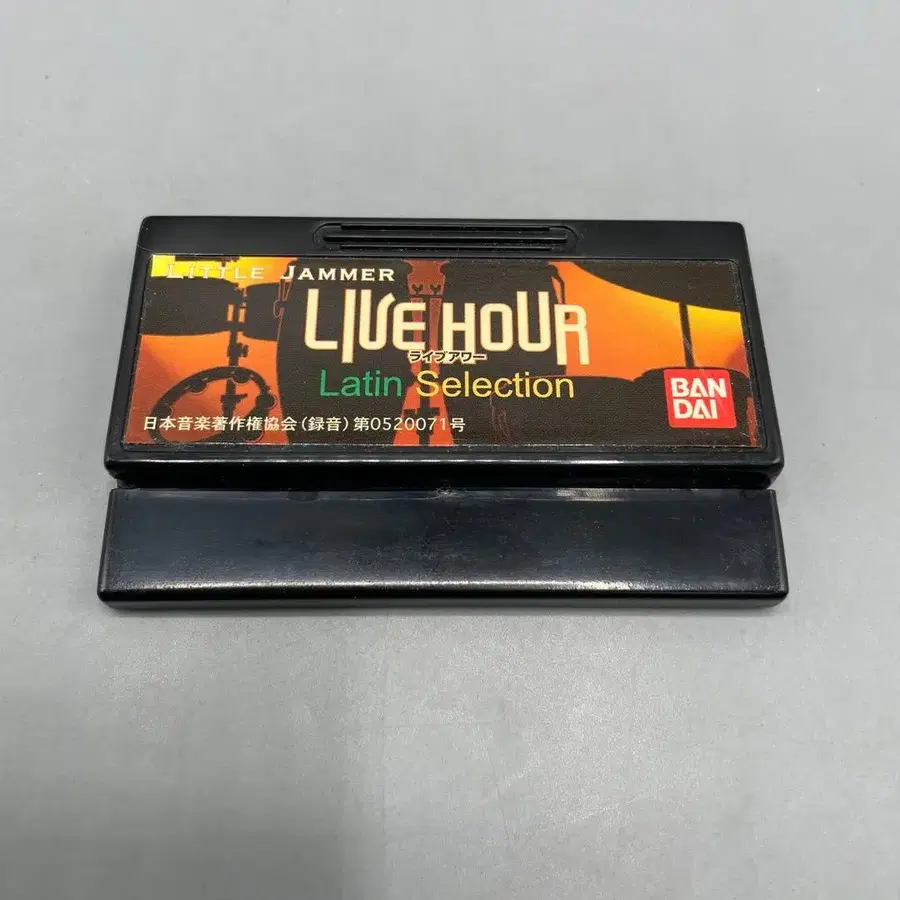 LITTLE JAMMER
LIVE HOUR
ライブアワー
Latin Selection
BAN
DAI
日本音楽著作権協会(録音)第0520071号